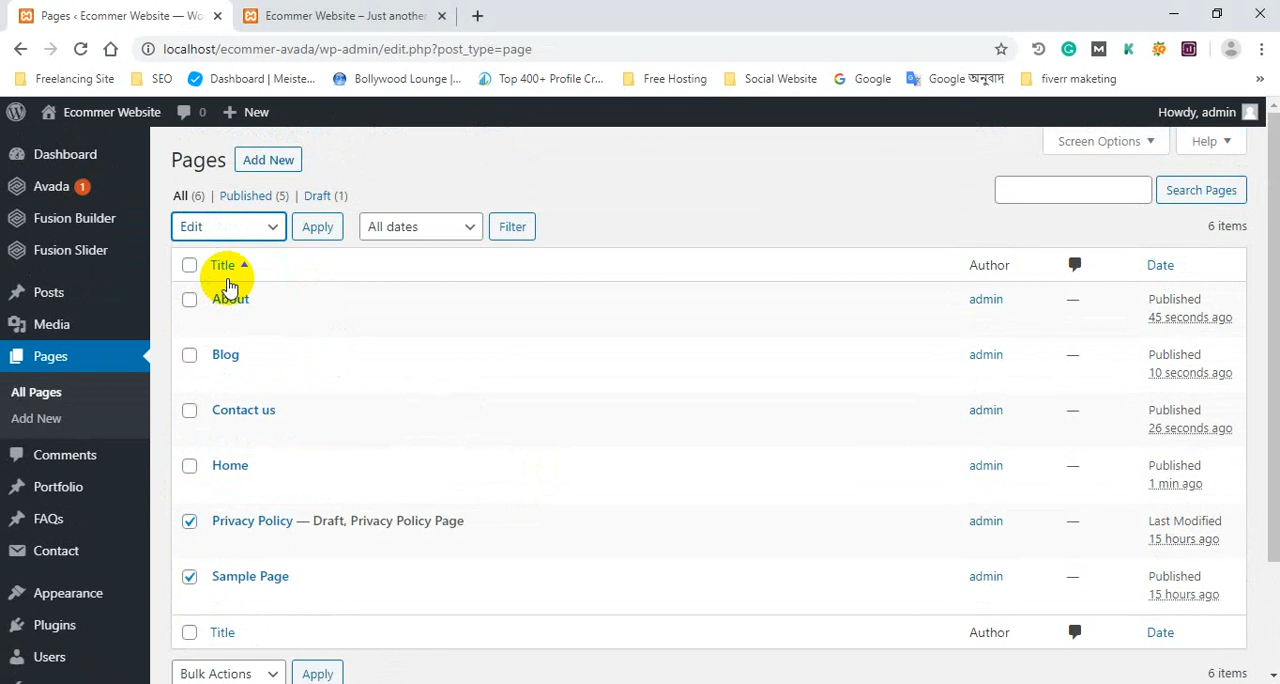 Pages ‹ Ecommer Website — Wo
Ecommer Website – Just another
localhost/ecommer-avada/wp-admin/edit.php?post_type=page
Freelancing Site
SEO
Dashboard | Meiste...
Bollywood Lounge |...
Top 400+ Profile Cr...
Free Hosting
Social Website
Google
Google অনুবাদ
fiverr maketing
Ecommer Website 0 New
Howdy, admin
Dashboard
Avada 1
Fusion Builder
Fusion Slider
Posts
Media
Pages
All Pages
Add New
Comments
Portfolio
FAQs
Contact
Appearance
Plugins
Users
Screen Options
Help
Pages Add New
All (6) | Published (5) | Draft (1)
Search Pages
Edit Apply All dates Filter 6 items
Title Author Date
About admin — Published
45 seconds ago
Blog admin — Published
10 seconds ago
Contact us admin — Published
26 seconds ago
Home admin — Published
1 min ago
Privacy Policy — Draft, Privacy Policy Page admin — Last Modified
15 hours ago
Sample Page admin — Published
15 hours ago
Title Author Date
Bulk Actions Apply 6 items